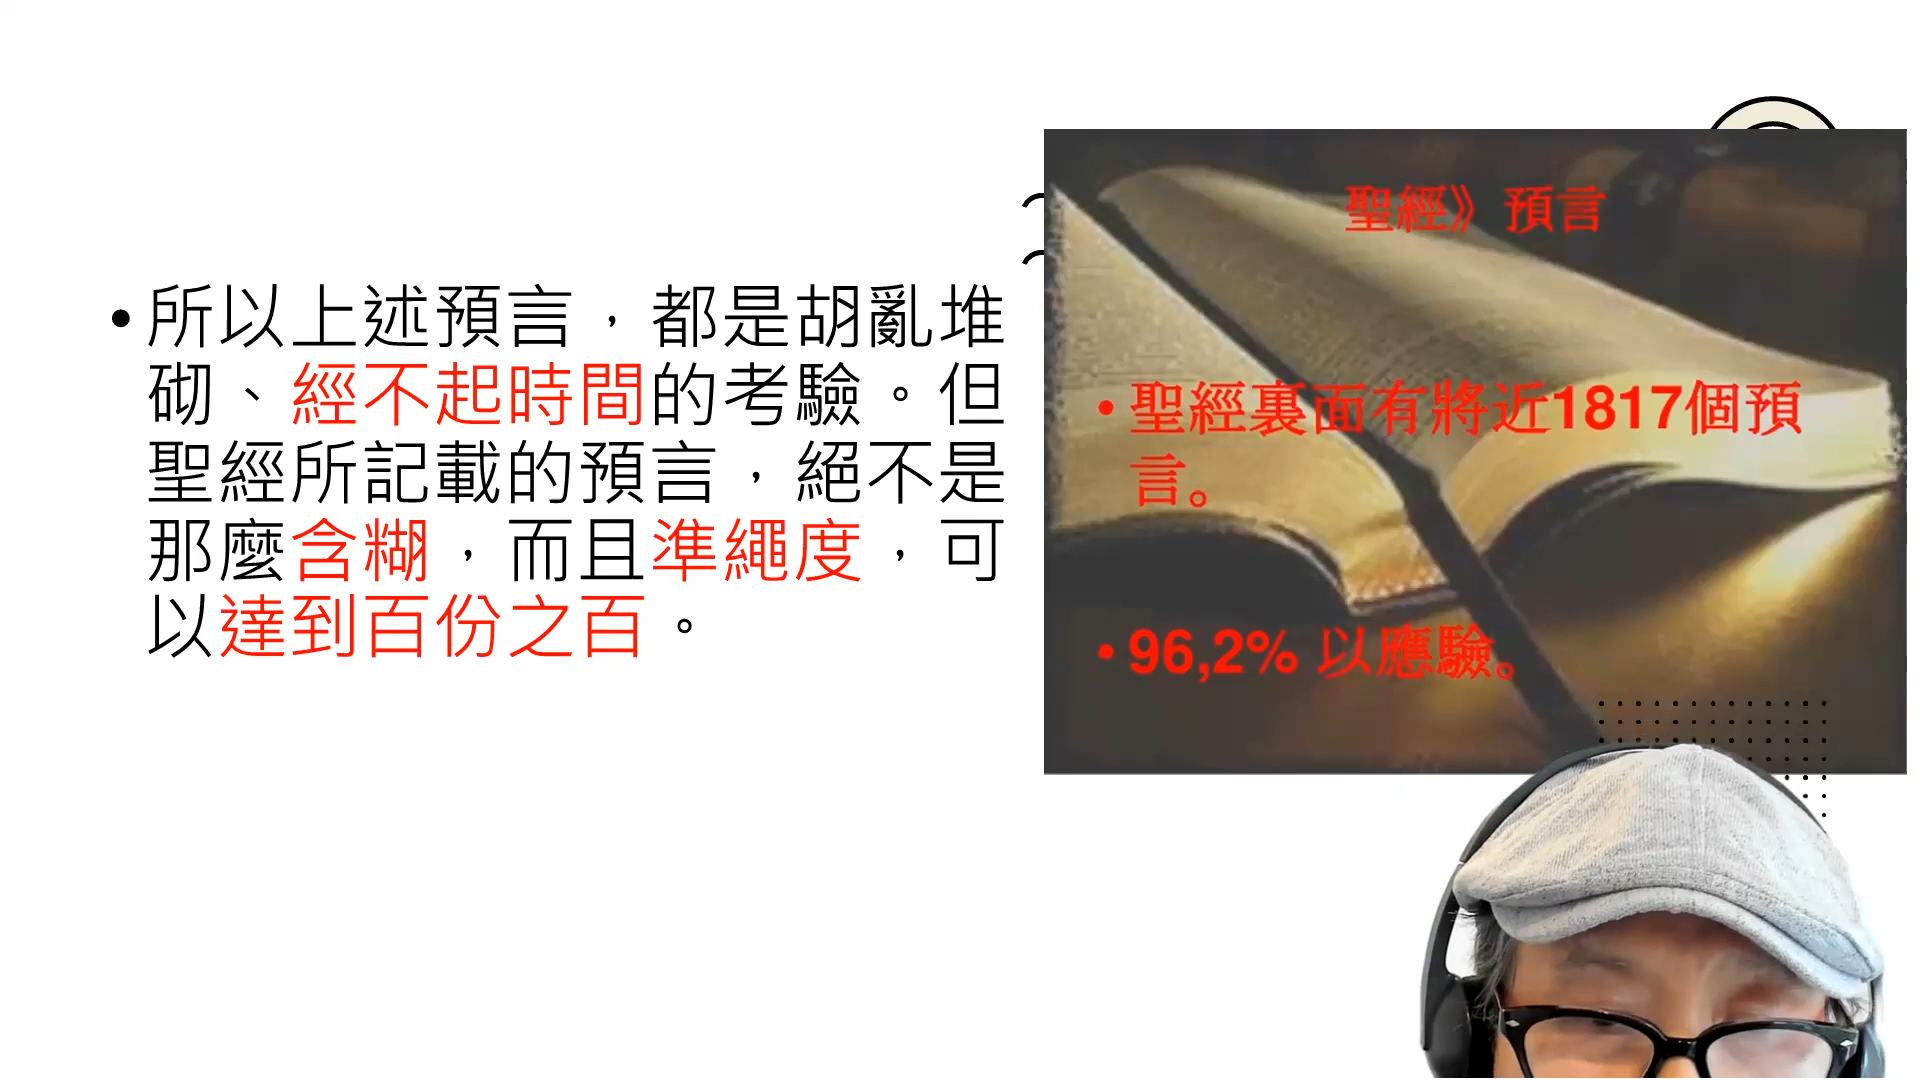 •所以上述預言，都是胡亂堆
砌、經不起時間的考驗。但
聖經所記載的預言，絕不是
那麼含糊，而且準繩度，可
以達到百份之百。
聖經》預言
•聖經裏面有將近1817個預
言。
•96,2% 以應驗。